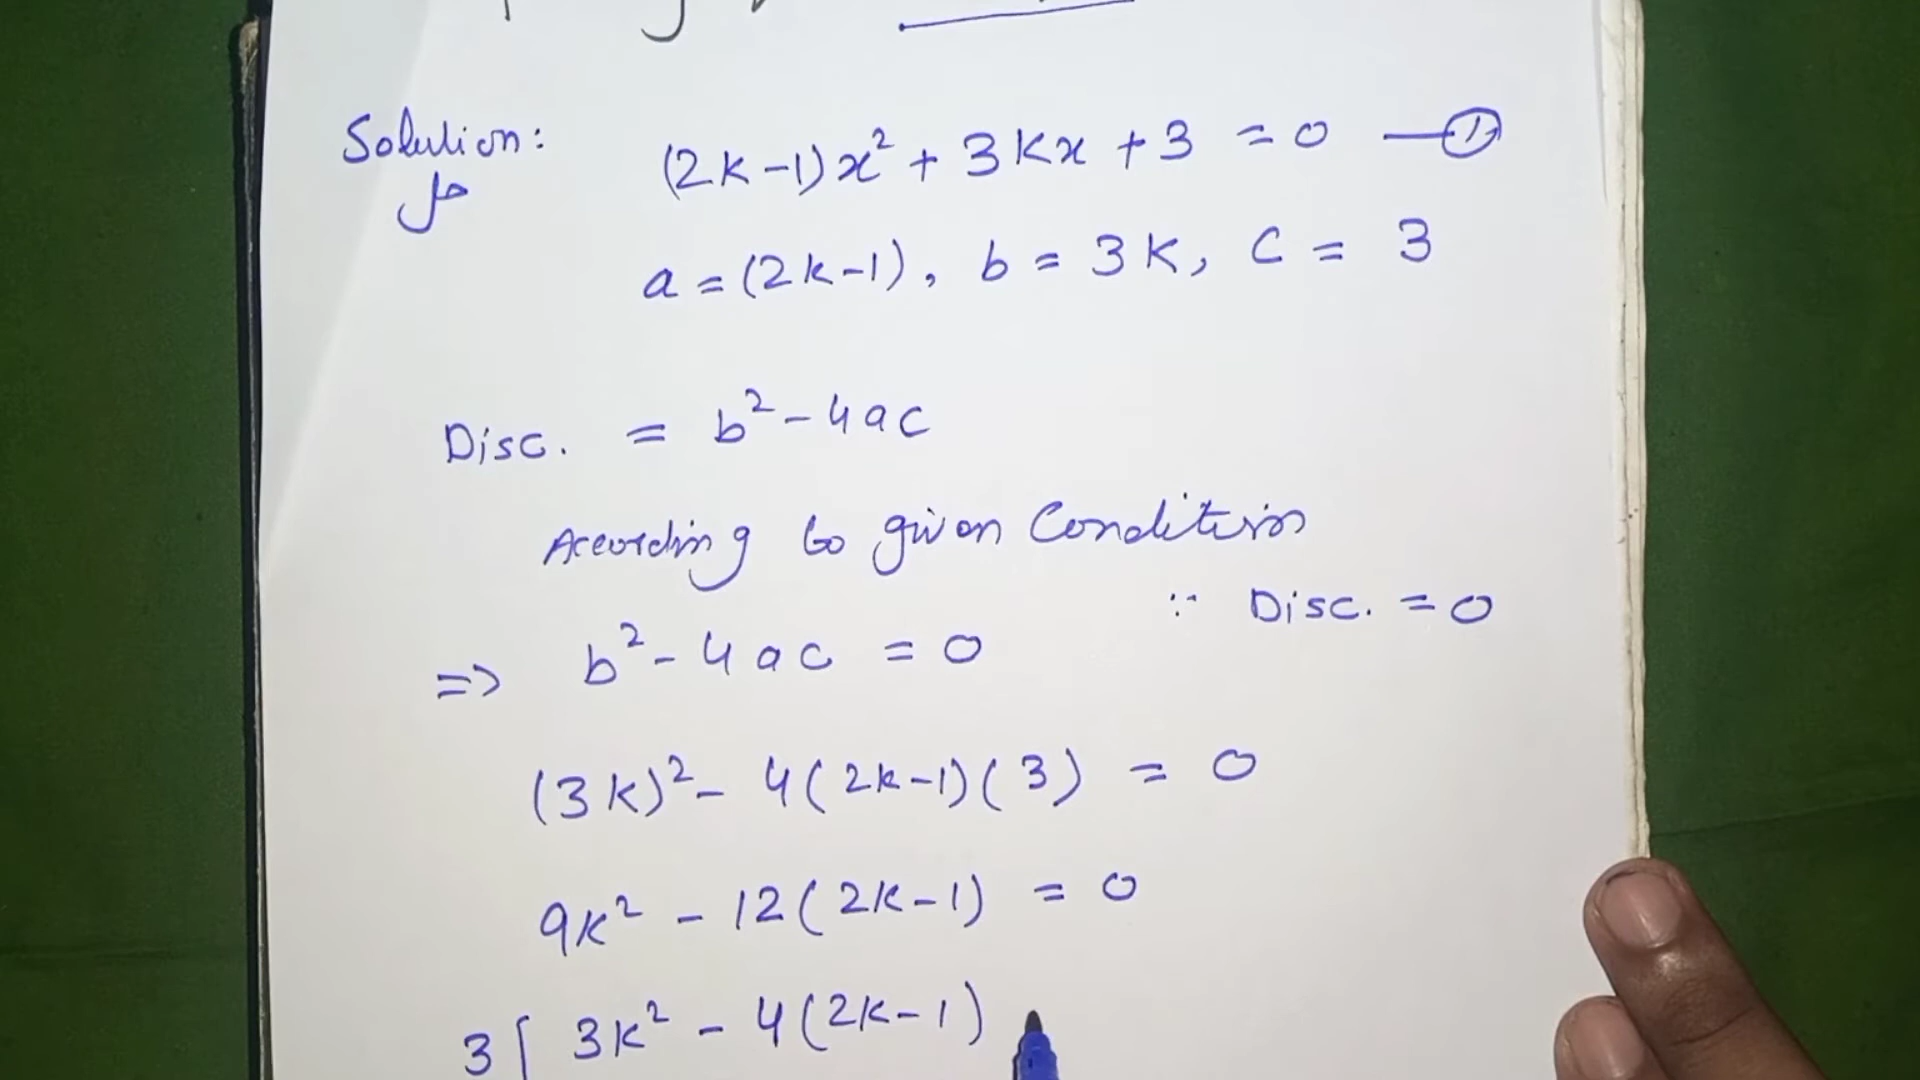 Solution: (2k-1)x² + 3kx + 3 = 0 —①
حل
a = (2k-1), b = 3k, c = 3
Disc. = b² - 4ac
According to given Condition
∵ Disc. = 0
=> b² - 4ac = 0
(3k)² - 4(2k-1)(3) = 0
9k² - 12(2k-1) = 0
3[ 3k² - 4(2k-1)